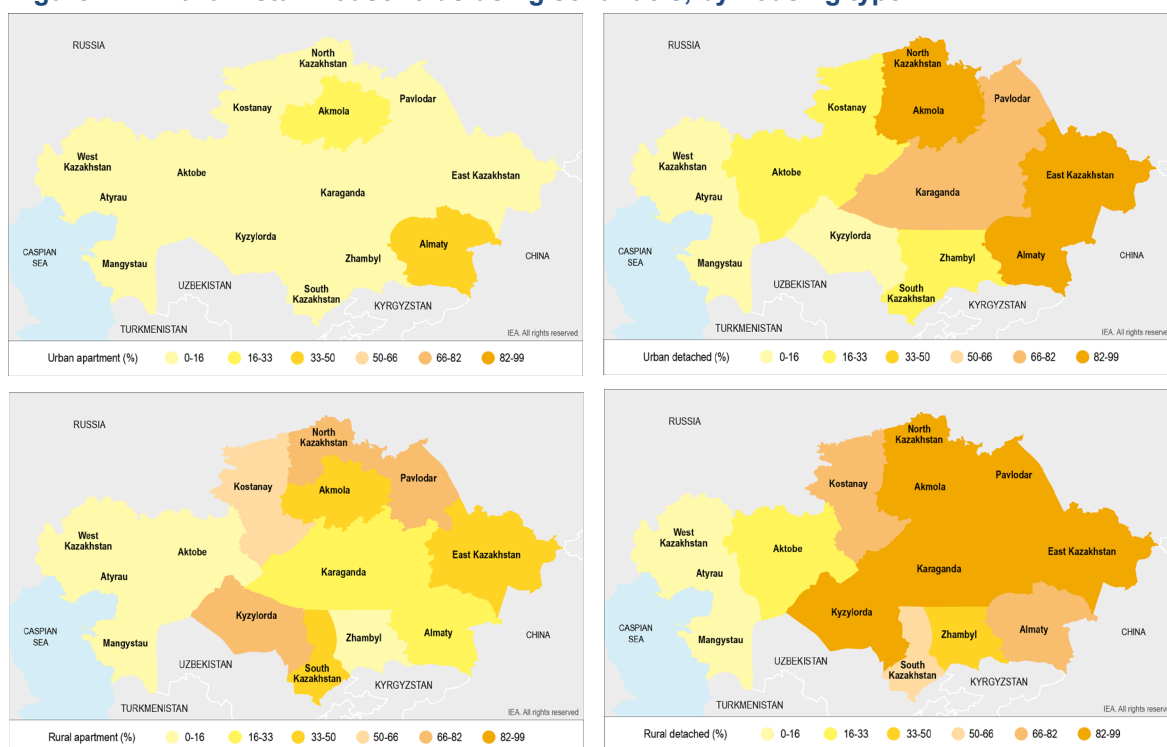 RUSSIA
North
Kazakhstan
Kostanay
Akmola
Pavlodar
West
Kazakhstan
Aktobe
East Kazakhstan
Atyrau
Karaganda
Kyzylorda
Almaty
CASPIAN
SEA
Mangystau
Zhambyl
CHINA
UZBEKISTAN
South
Kazakhstan
KYRGYZSTAN
TURKMENISTAN
IEA. All rights reserved
Urban apartment (%) 0-16 16-33 33-50 50-66 66-82 82-99
RUSSIA
North
Kazakhstan
Kostanay
Akmola
Pavlodar
West
Kazakhstan
Aktobe
East Kazakhstan
Atyrau
Karaganda
Kyzylorda
Almaty
CASPIAN
SEA
Mangystau
Zhambyl
CHINA
UZBEKISTAN
South
Kazakhstan
KYRGYZSTAN
TURKMENISTAN
IEA. All rights reserved
Urban detached (%) 0-16 16-33 33-50 50-66 66-82 82-99
RUSSIA
North
Kazakhstan
Kostanay
Akmola
Pavlodar
West
Kazakhstan
Aktobe
East Kazakhstan
Atyrau
Karaganda
Kyzylorda
Almaty
CASPIAN
SEA
Mangystau
Zhambyl
CHINA
UZBEKISTAN
South
Kazakhstan
KYRGYZSTAN
TURKMENISTAN
IEA. All rights reserved
Rural apartment (%) 0-16 16-33 33-50 50-66 66-82 82-99
RUSSIA
North
Kazakhstan
Kostanay
Akmola
Pavlodar
West
Kazakhstan
Aktobe
East Kazakhstan
Atyrau
Karaganda
Kyzylorda
Almaty
CASPIAN
SEA
Mangystau
Zhambyl
CHINA
UZBEKISTAN
South
Kazakhstan
KYRGYZSTAN
TURKMENISTAN
IEA. All rights reserved
Rural detached (%) 0-16 16-33 33-50 50-66 66-82 82-99